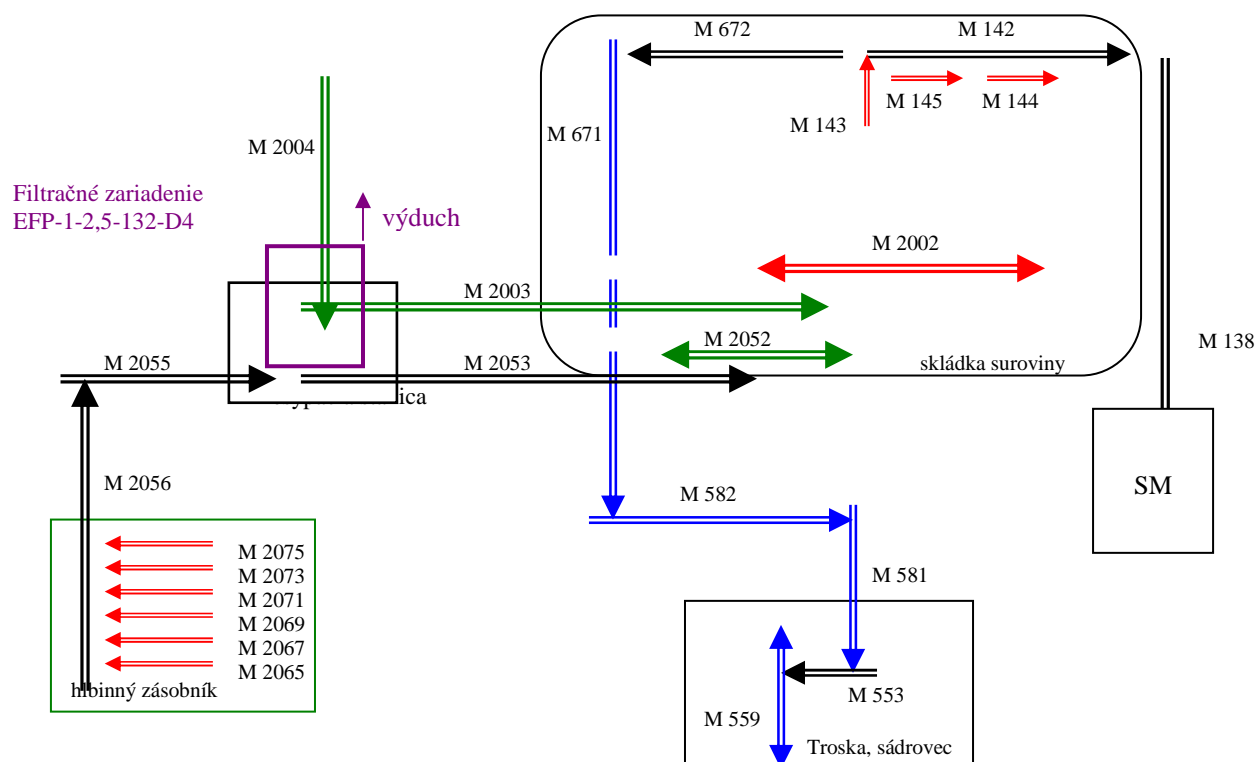 M 672
M 142
M 145
M 144
M 143
M 671
M 2004
Filtračné zariadenie
EFP-1-2,5-132-D4
výduch
M 2002
M 2003
M 2052
M 138
skládka suroviny
M 2055
M 2053
M 2056
SM
M 582
M 2075
M 2073
M 2071
M 2069
M 2067
M 2065
hlbinný zásobník
M 581
M 553
M 559
Troska, sádrovec